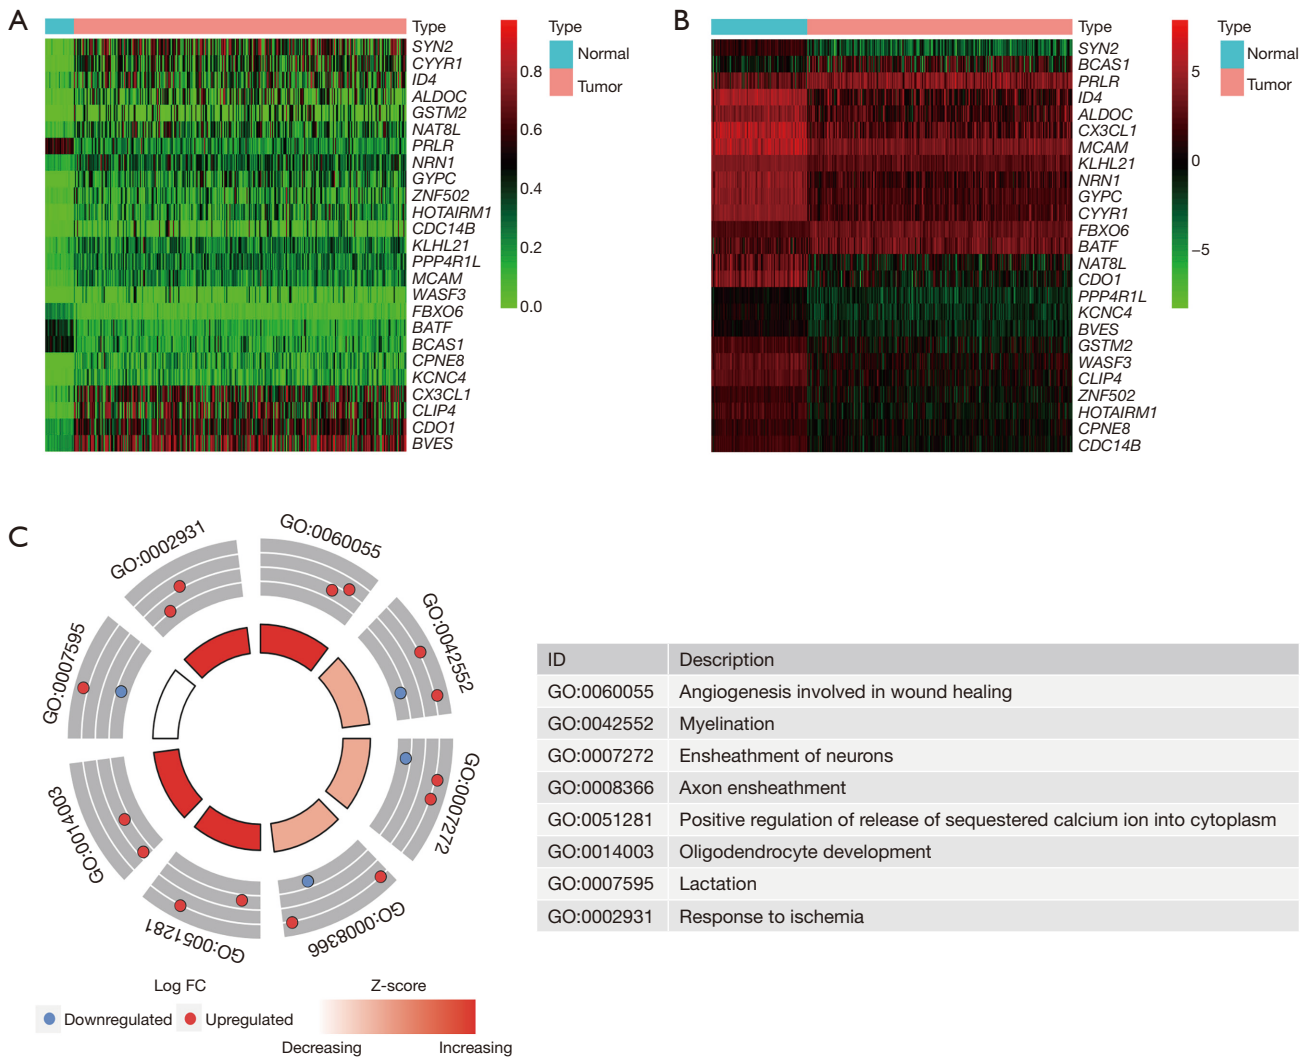 A
Type
SYN2
CYYR1
ID4
ALDOC
GSTM2
NAT8L
PRLR
NRN1
GYPC
ZNF502
HOTAIRM1
CDC14B
KLHL21
PPP4R1L
MCAM
WASF3
FBXO6
BATF
BCAS1
CPNE8
KCNC4
CX3CL1
CLIP4
CDO1
BVES
0.8
0.6
0.4
0.2
0.0
Type
Normal
Tumor
B
Type
SYN2
BCAS1
PRLR
ID4
ALDOC
CX3CL1
MCAM
KLHL21
NRN1
GYPC
CYYR1
FBXO6
BATF
NAT8L
CDO1
PPP4R1L
KCNC4
BVES
GSTM2
WASF3
CLIP4
ZNF502
HOTAIRM1
CPNE8
CDC14B
5
0
−5
Type
Normal
Tumor
C
GO:0060055
GO:0042552
GO:0007272
GO:0008366
GO:0051281
GO:0014003
GO:0007595
GO:0002931
Log FC
Downregulated Upregulated
Z-score
Decreasing Increasing
ID Description
GO:0060055 Angiogenesis involved in wound healing
GO:0042552 Myelination
GO:0007272 Ensheathment of neurons
GO:0008366 Axon ensheathment
GO:0051281 Positive regulation of release of sequestered calcium ion into cytoplasm
GO:0014003 Oligodendrocyte development
GO:0007595 Lactation
GO:0002931 Response to ischemia